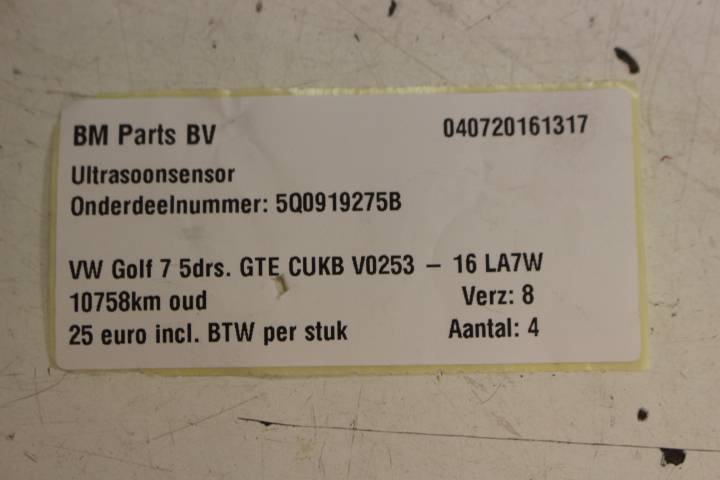 BM Parts BV 040720161317
Ultrasoonsensor
Onderdeelnummer: 5Q0919275B
VW Golf 7 5drs. GTE CUKB V0253 – 16 LA7W
10758km oud Verz: 8
25 euro incl. BTW per stuk Aantal: 4